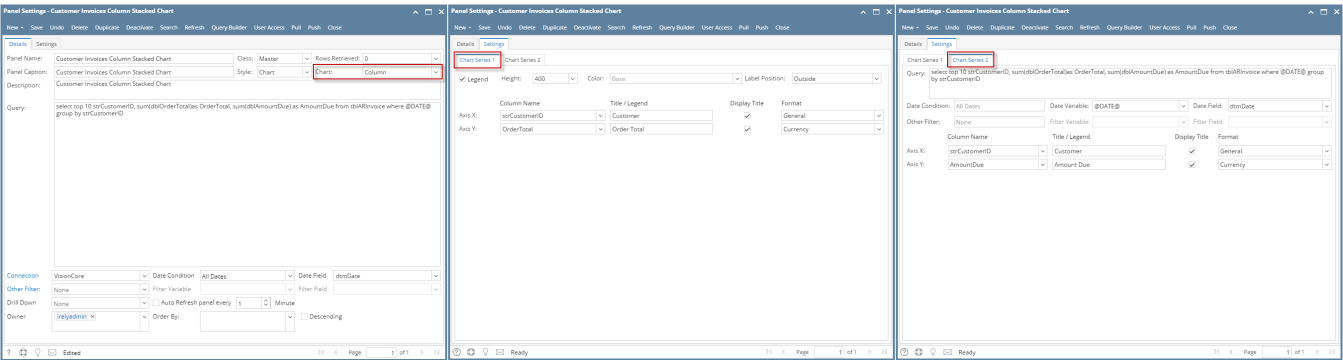 Panel Settings - Customer Invoices Column Stacked Chart
New Save Undo Delete Duplicate Deactivate Search Refresh Query Builder User Access Pull Push Close
Details Settings
Panel Name: Customer Invoices Column Stacked Chart Class: Master Rows Retrieved: 0
Panel Caption: Customer Invoices Column Stacked Chart Style: Chart Chart: Column
Description: Customer Invoices Column Stacked Chart
Query: select top 10 strCustomerID, sum(dblOrderTotal)as OrderTotal, sum(dblAmountDue) as AmountDue from tblARInvoice where @DATE@
group by strCustomerID
Connection: VisionCore Date Condition All Dates Date Field dtmDate
Other Filter: None Filter Variable Filter Field
Drill Down None Auto Refresh panel every 1 Minute
Owner irelyadmin × Order By: Descending
? Edited Page 1 of 1
Panel Settings - Customer Invoices Column Stacked Chart
New Save Undo Delete Duplicate Deactivate Search Refresh Query Builder User Access Pull Push Close
Details Settings
Chart Series 1 Chart Series 2
Legend Height: 400 Color: Base Label Position: Outside
Column Name Title / Legend Display Title Format
Axis X: strCustomerID Customer General
Axis Y: OrderTotal Order Total Currency
? Ready Page 1 of 1
Panel Settings - Customer Invoices Column Stacked Chart
New Save Undo Delete Duplicate Deactivate Search Refresh Query Builder User Access Pull Push Close
Details Settings
Chart Series 1 Chart Series 2
Query: select top 10 strCustomerID, sum(dblOrderTotal)as OrderTotal, sum(dblAmountDue) as AmountDue from tblARInvoice where @DATE@ group
by strCustomerID
Date Condition: All Dates Date Variable: @DATE@ Date Field: dtmDate
Other Filter: None Filter Variable: Filter Field:
Column Name Title / Legend Display Title Format
Axis X: strCustomerID Customer General
Axis Y: AmountDue Amount Due Currency
? Ready Page 1 of 1